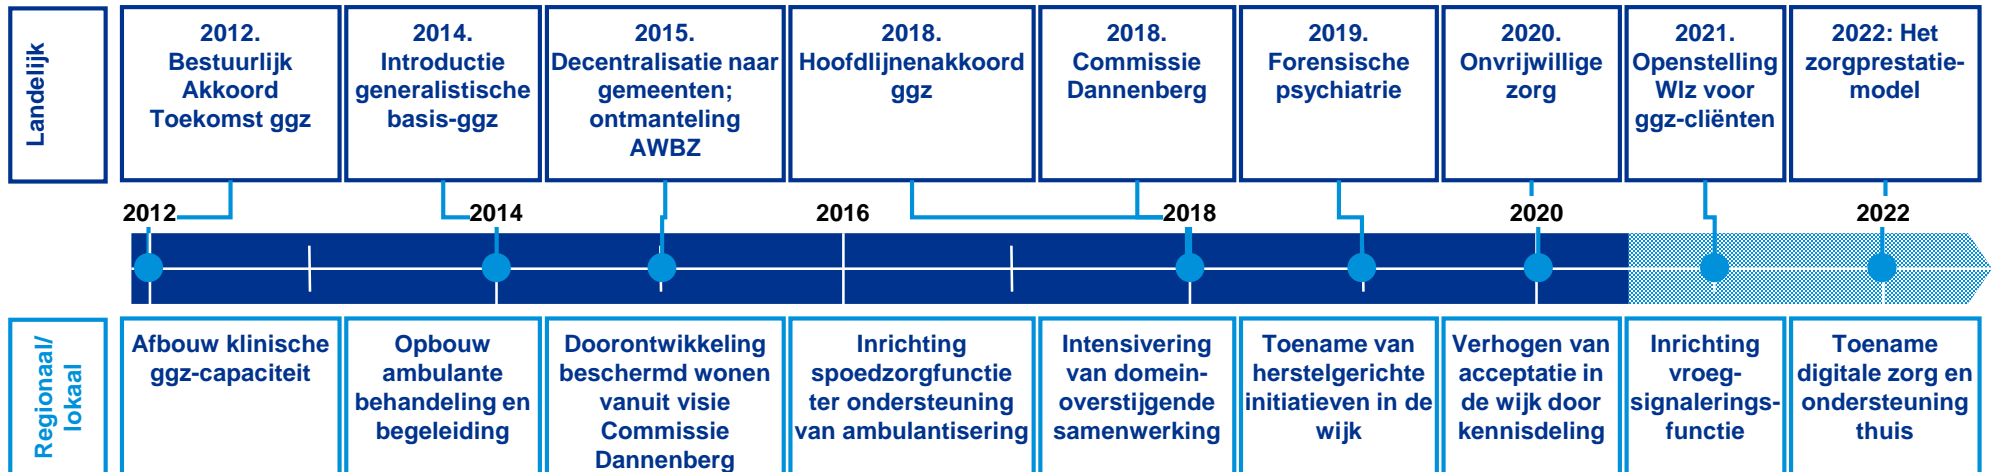 Landelijk
2012.
Bestuurlijk
Akkoord
Toekomst ggz
2014.
Introductie
generalistische
basis-ggz
2015.
Decentralisatie naar
gemeenten;
ontmanteling
AWBZ
2018.
Hoofdlijnenakkoord
ggz
2018.
Commissie
Dannenberg
2019.
Forensische
psychiatrie
2020.
Onvrijwillige
zorg
2021.
Openstelling
Wlz voor
ggz-cliënten
2022: Het
zorgprestatie-
model
2012
2014
2016
2018
2020
2022
Regionaal/
lokaal
Afbouw klinische
ggz-capaciteit
Opbouw
ambulante
behandeling en
begeleiding
Doorontwikkeling
beschermd wonen
vanuit visie
Commissie
Dannenberg
Inrichting
spoedzorgfunctie
ter ondersteuning
van ambulantisering
Intensivering
van domein-
overstijgende
samenwerking
Toename van
herstelgerichte
initiatieven in de
wijk
Verhogen van
acceptatie in
de wijk door
kennisdeling
Inrichting
vroeg-
signalerings-
functie
Toename
digitale zorg en
ondersteuning
thuis